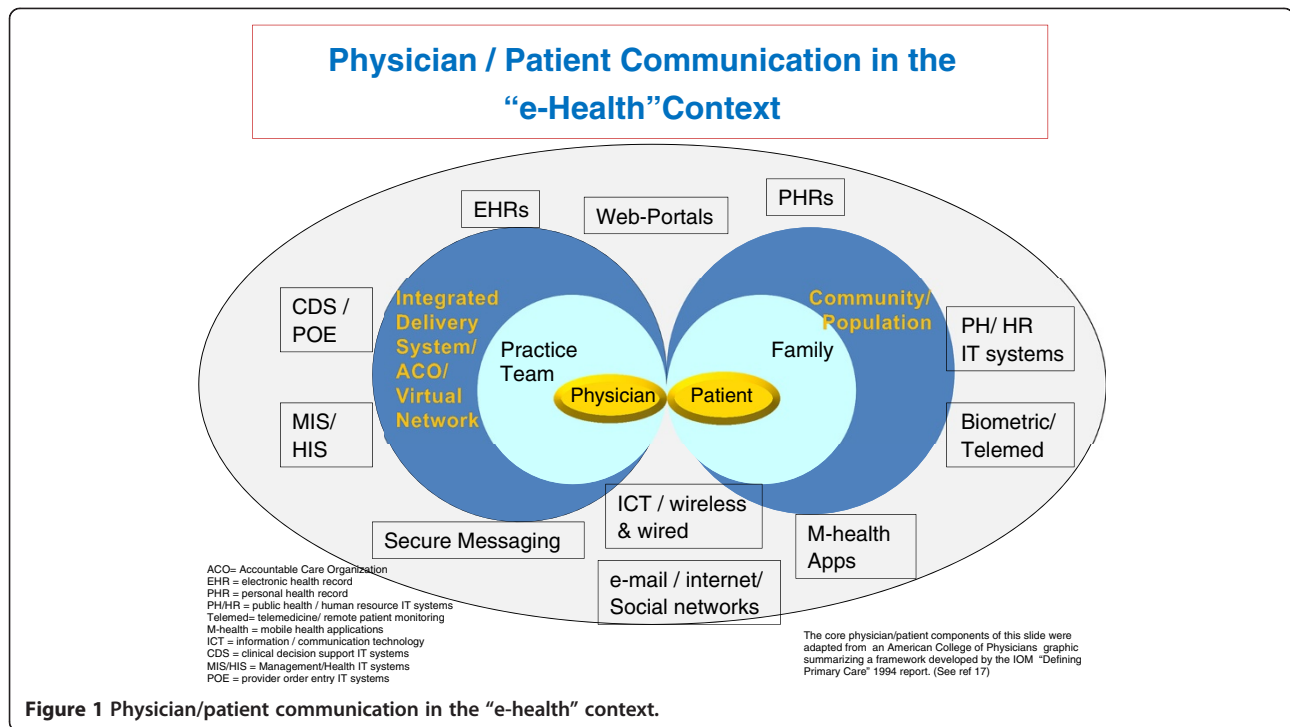 Physician / Patient Communication in the
“e-Health”Context
EHRs
Web-Portals
PHRs
CDS /
POE
Integrated
Delivery
System/
ACO/
Virtual
Network
Practice
Team
Physician
Patient
Family
Community/
Population
PH/ HR
IT systems
MIS/
HIS
Biometric/
Telemed
Secure Messaging
ICT / wireless
& wired
M-health
Apps
e-mail / internet/
Social networks
ACO= Accountable Care Organization
EHR = electronic health record
PHR = personal health record
PH/HR = public health / human resource IT systems
Telemed= telemedicine/ remote patient monitoring
M-health = mobile health applications
ICT = information / communication technology
CDS = clinical decision support IT systems
MIS/HIS = Management/Health IT systems
POE = provider order entry IT systems
The core physician/patient components of this slide were
adapted from an American College of Physicians graphic
summarizing a framework developed by the IOM “Defining
Primary Care” 1994 report. (See ref 17)
Figure 1 Physician/patient communication in the “e-health” context.